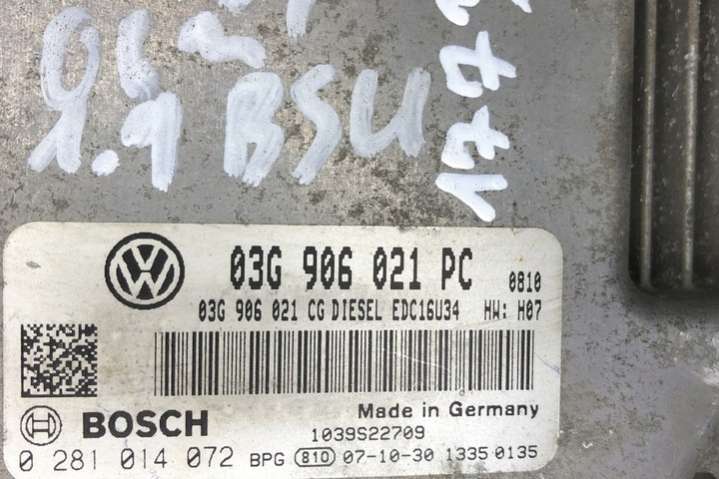 1.9 BSU
03G 906 021 PC 0810
03G 906 021 CG DIESEL EDC16U34 HW: H07
BOSCH
Made in Germany
1039S22709
0 281 014 072 BPG 810 07-10-30 1335 0135